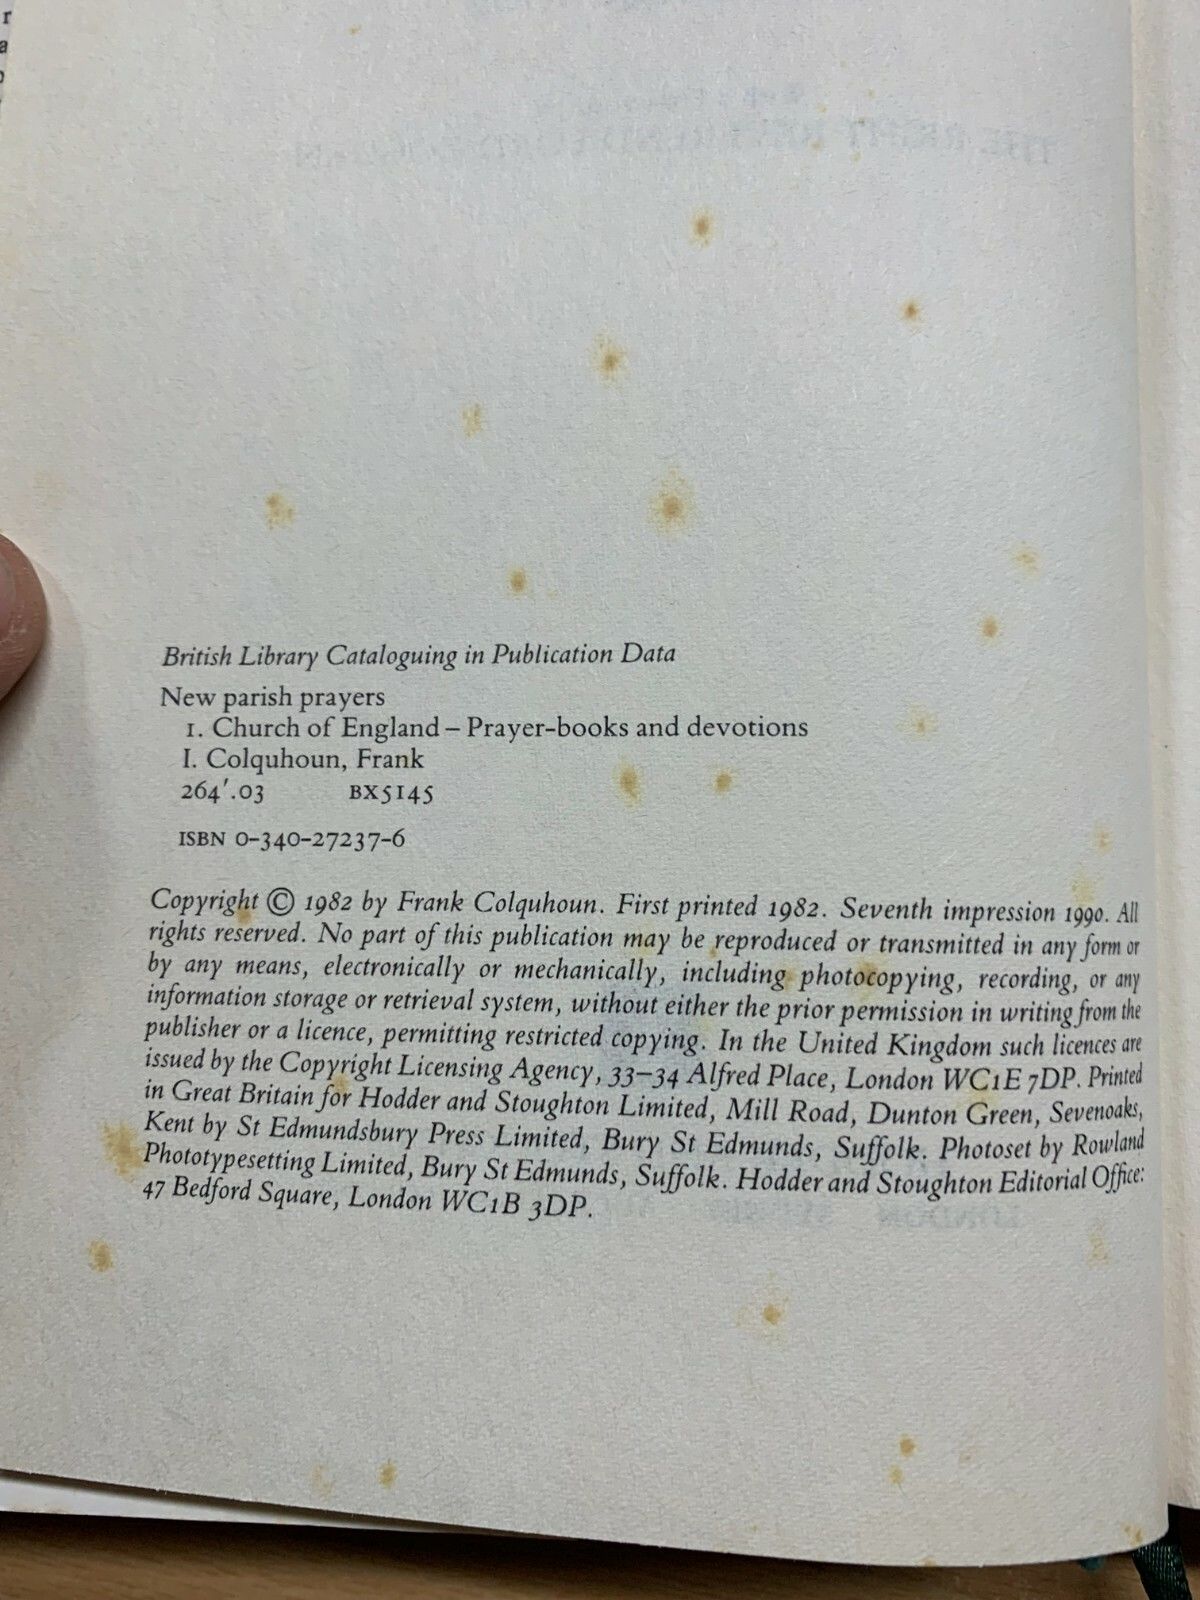 British Library Cataloguing in Publication Data
New parish prayers
1. Church of England – Prayer-books and devotions
I. Colquhoun, Frank
264′.03 BX5145
ISBN 0-340-27237-6
Copyright © 1982 by Frank Colquhoun. First printed 1982. Seventh impression 1990. All
rights reserved. No part of this publication may be reproduced or transmitted in any form or
by any means, electronically or mechanically, including photocopying, recording, or any
information storage or retrieval system, without either the prior permission in writing from the
publisher or a licence, permitting restricted copying. In the United Kingdom such licences are
issued by the Copyright Licensing Agency, 33–34 Alfred Place, London WC1E 7DP. Printed
in Great Britain for Hodder and Stoughton Limited, Mill Road, Dunton Green, Sevenoaks,
Kent by St Edmundsbury Press Limited, Bury St Edmunds, Suffolk. Photoset by Rowland
Phototypesetting Limited, Bury St Edmunds, Suffolk. Hodder and Stoughton Editorial Office:
47 Bedford Square, London WC1B 3DP.